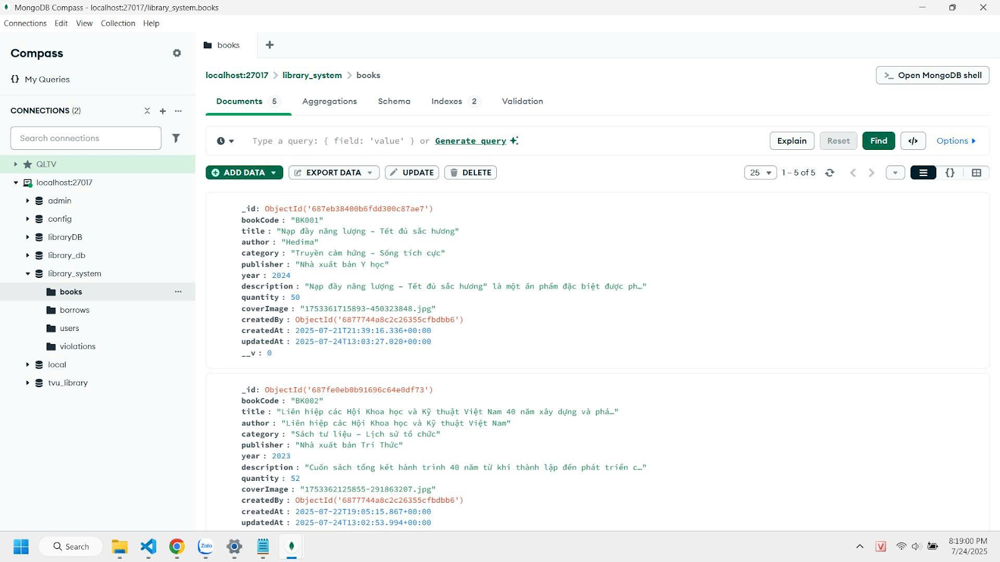 MongoDB Compass - localhost:27017/library_system.books
Connections Edit View Collection Help
Compass
My Queries
CONNECTIONS (2)
Search connections
QLTV
localhost:27017
admin
config
libraryDB
library_db
library_system
books
borrows
users
violations
local
tvu_library
books
localhost:27017 > library_system > books
Open MongoDB shell
Documents 5 Aggregations Schema Indexes 2 Validation
Type a query: { field: 'value' } or Generate query
Explain Reset Find </> Options
ADD DATA EXPORT DATA UPDATE DELETE
25 1 – 5 of 5
_id: ObjectId('687eb38400b6fdd300c87ae7')
bookCode : "BK001"
title : "Nạp đầy năng lượng – Tết đủ sắc hương"
author : "Hedima"
category : "Truyền cảm hứng – Sống tích cực"
publisher : "Nhà xuất bản Y học"
year : 2024
description : "Nạp đầy năng lượng – Tết đủ sắc hương" là một ấn phẩm đặc biệt được ph…"
quantity : 50
coverImage : "1753361715893-450323848.jpg"
createdBy : ObjectId('6877744a8c2c26355cfbdbb6')
createdAt : 2025-07-21T21:39:16.336+00:00
updatedAt : 2025-07-24T13:03:27.020+00:00
__v : 0
_id: ObjectId('687fe0eb0b91696c64e0df73')
bookCode : "BK002"
title : "Liên hiệp các Hội Khoa học và Kỹ thuật Việt Nam 40 năm xây dựng và phá…"
author : "Liên hiệp các Hội Khoa học và Kỹ thuật Việt Nam"
category : "Sách tư liệu – Lịch sử tổ chức"
publisher : "Nhà xuất bản Tri Thức"
year : 2023
description : "Cuốn sách tổng kết hành trình 40 năm từ khi thành lập đến phát triển c…"
quantity : 52
coverImage : "1753362125855-291863207.jpg"
createdBy : ObjectId('6877744a8c2c26355cfbdbb6')
createdAt : 2025-07-22T19:05:15.867+00:00
updatedAt : 2025-07-24T13:02:53.994+00:00
Search
Zalo
V
8:19:00 PM
7/24/2025